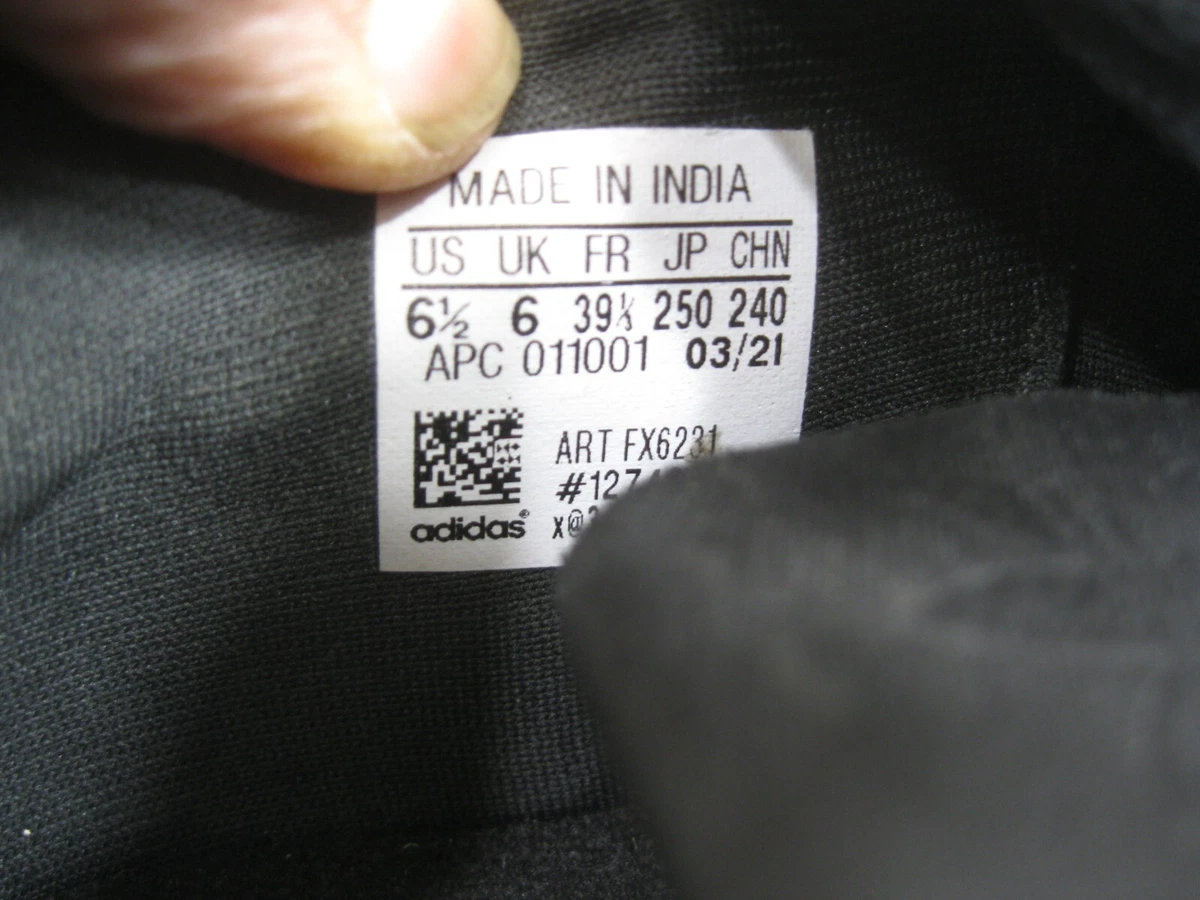 MADE IN INDIA
US UK FR JP CHN
6½ 6 39⅓ 250 240
APC 011001 03/21
ART FX6231
#127
adidas®
x@